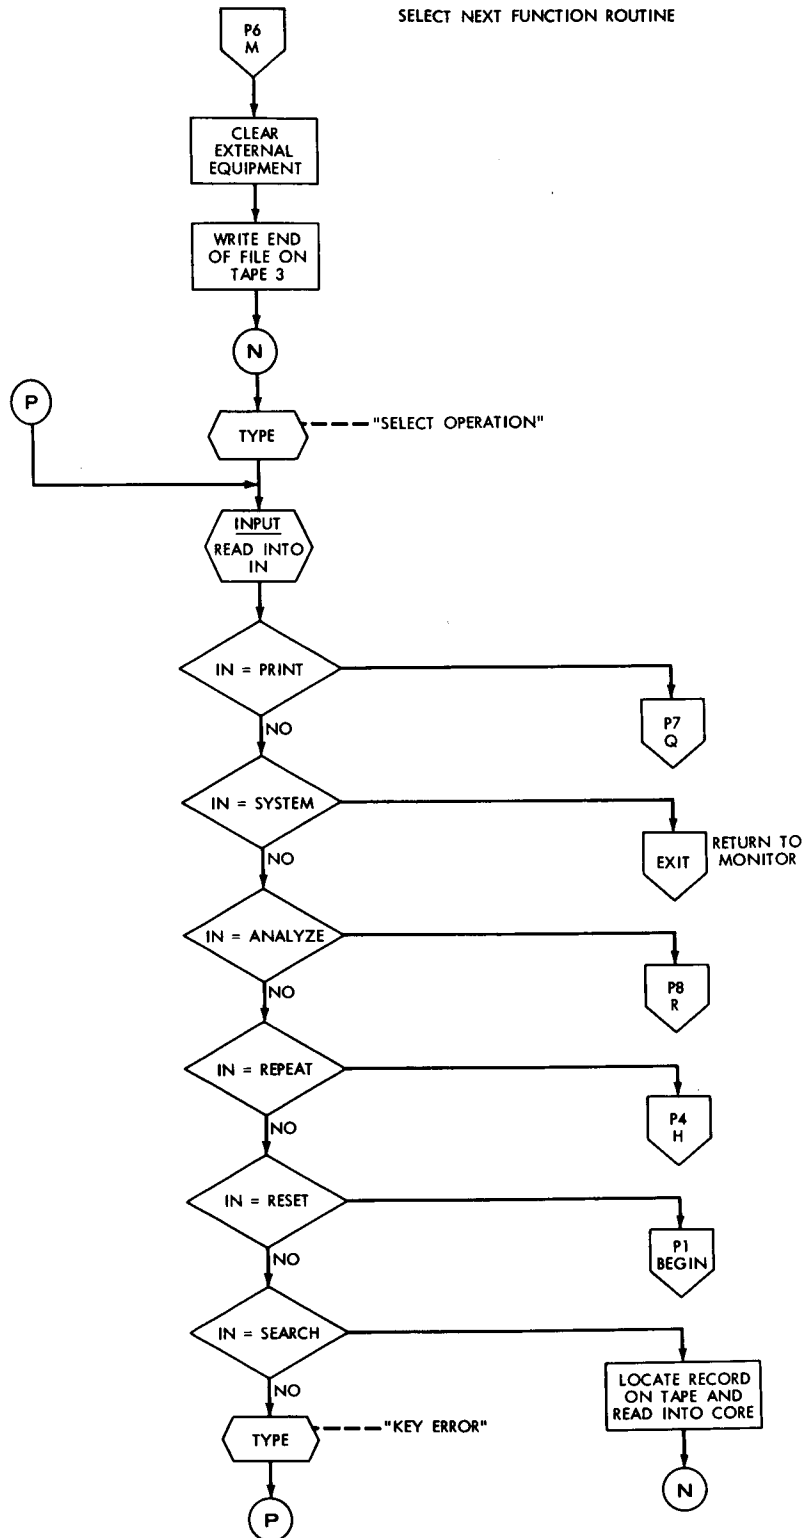 SELECT NEXT FUNCTION ROUTINE
P6
M
CLEAR
EXTERNAL
EQUIPMENT
WRITE END
OF FILE ON
TAPE 3
N
P
TYPE
"SELECT OPERATION"
INPUT
READ INTO
IN
IN = PRINT
P7
Q
NO
IN = SYSTEM
EXIT
RETURN TO
MONITOR
NO
IN = ANALYZE
P8
R
NO
IN = REPEAT
P4
H
NO
IN = RESET
P1
BEGIN
NO
IN = SEARCH
LOCATE RECORD
ON TAPE AND
READ INTO CORE
NO
TYPE
"KEY ERROR"
N
P